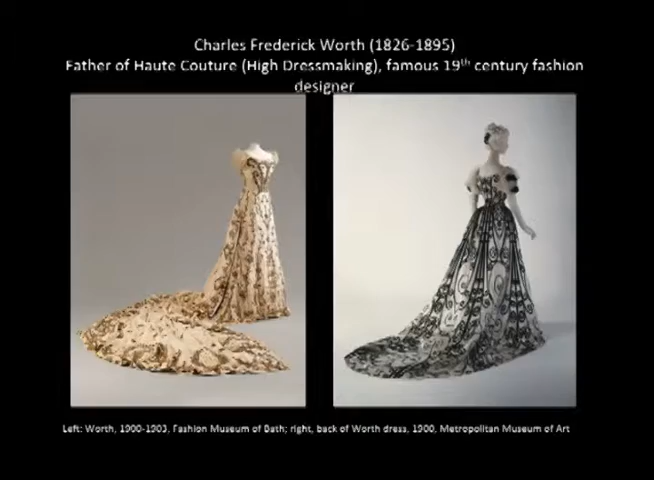 Charles Frederick Worth (1826-1895)
Father of Haute Couture (High Dressmaking), famous 19th century fashion
designer
Left: Worth, 1900-1903, Fashion Museum of Bath; right, back of Worth dress, 1900, Metropolitan Museum of Art